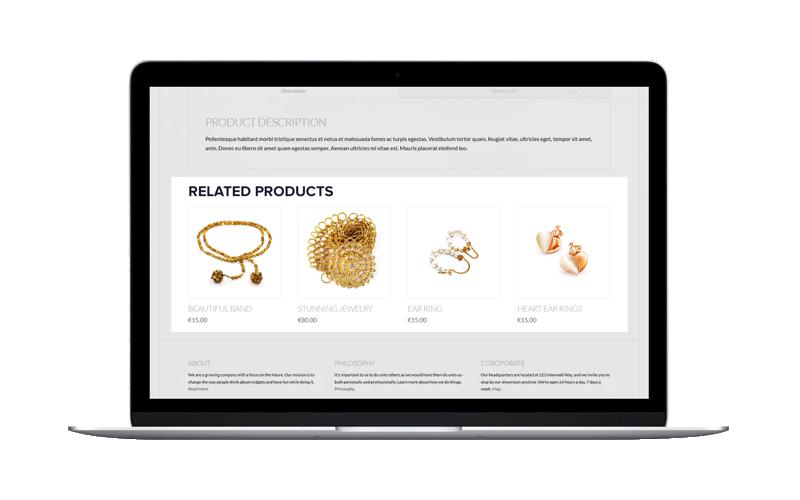 Description
Reviews (0)
PRODUCT DESCRIPTION
Pellentesque habitant morbi tristique senectus et netus et malesuada fames ac turpis egestas. Vestibulum tortor quam, feugiat vitae, ultricies eget, tempor sit amet,
ante. Donec eu libero sit amet quam egestas semper. Aenean ultricies mi vitae est. Mauris placerat eleifend leo.
RELATED PRODUCTS
BEAUTIFUL BAND
€15.00
STUNNING JEWELRY
€80.00
EAR RING
€15.00
HEART EAR RINGS
€15.00
ABOUT
We are a growing company with a focus on the future. Our mission is to
change the way people think about widgets and have fun while doing it.
Read More.
PHILOSOPHY
It's important to us to do unto others as we would have them do unto us –
both personally and professionally. Learn more about how we do things.
Philosophy.
COROPORATE
Our headquarters are located at 123 Interweb Way, and we invite you to
stop by our showroom anytime. We're open 24 hours a day, 7 days a
week. Map.